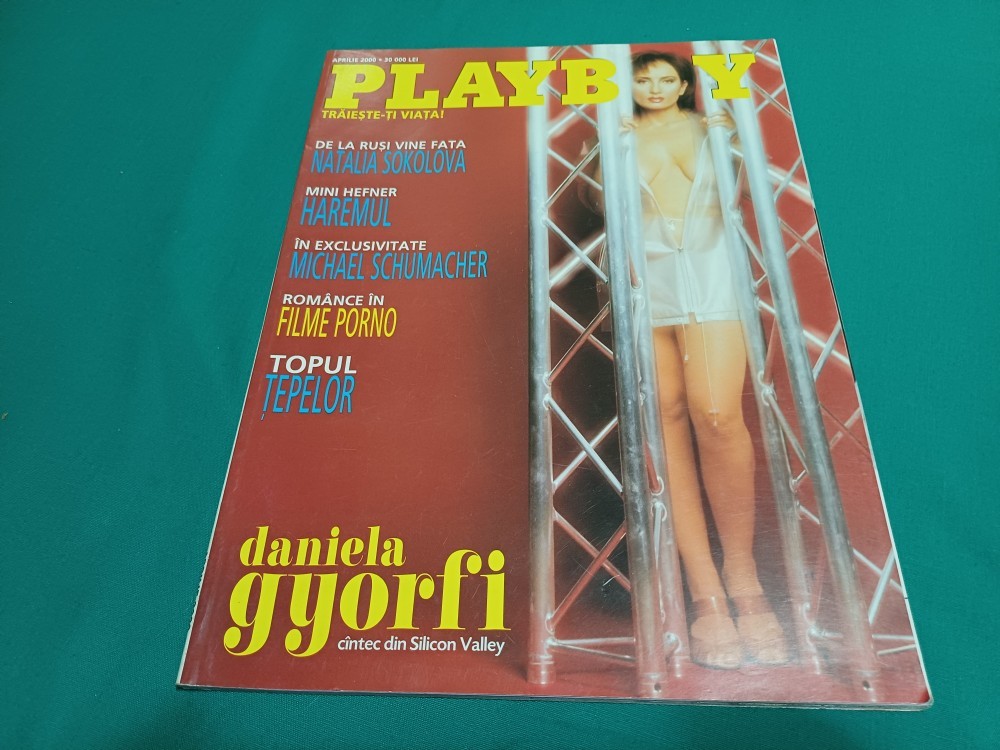 APRILIE 2000 • 30 000 LEI
PLAYBOY
TRĂIEȘTE-ȚI VIAȚA!
DE LA RUȘI VINE FATA
NATALIA SOKOLOVA
MINI HEFNER
HAREMUL
ÎN EXCLUSIVITATE
MICHAEL SCHUMACHER
ROMÂNCE ÎN
FILME PORNO
TOPUL
ȚEPELOR
daniela
gyorfi
cîntec din Silicon Valley